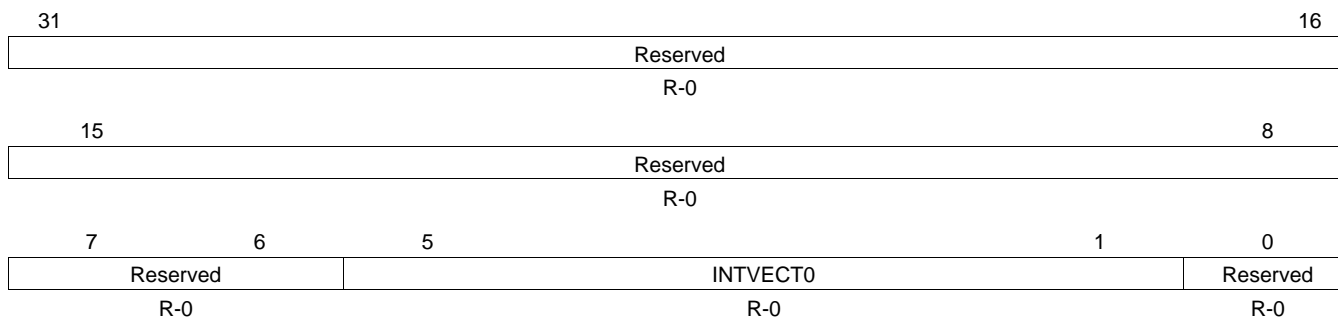 31 16
Reserved
R-0
15 8
Reserved
R-0
7 6 5 1 0
Reserved INTVECT0 Reserved
R-0 R-0 R-0